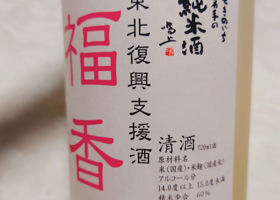 純米酒
東北復興支援酒
福香
清酒 720ml詰
原材料名
米(国産)・米麹(国産米)
アルコール分
14.0度以上 15.0度未満
精米歩合 60%